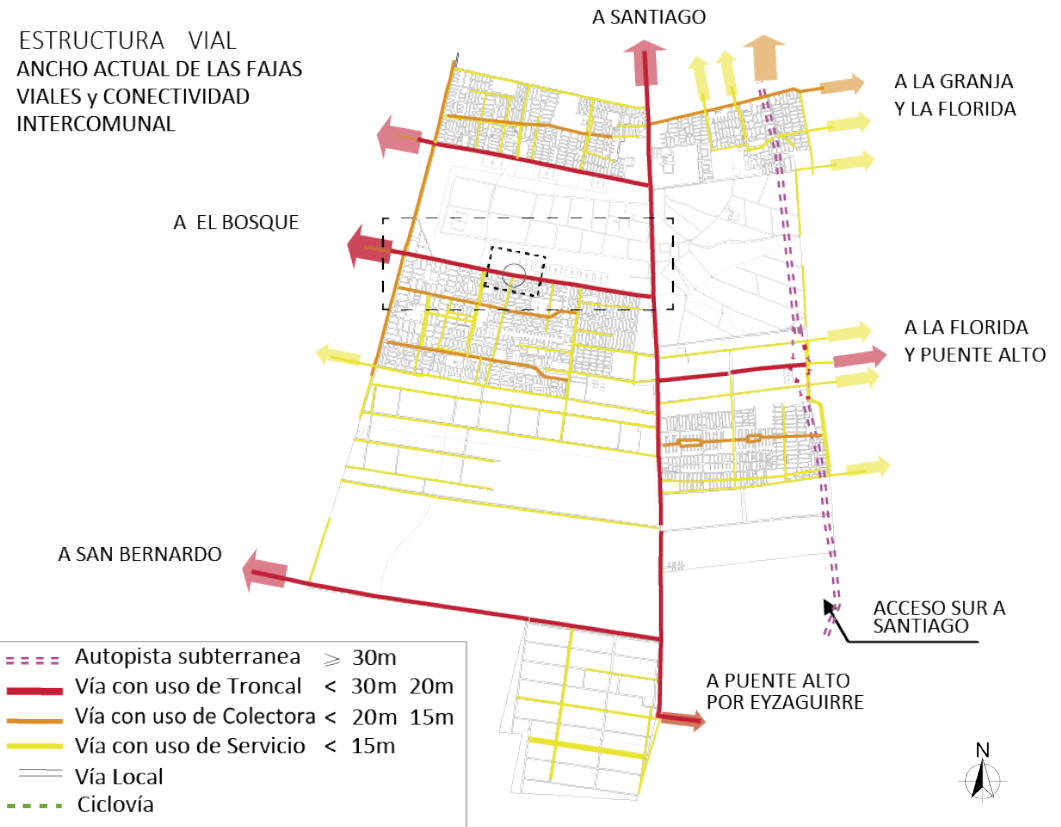 ESTRUCTURA VIAL
ANCHO ACTUAL DE LAS FAJAS
VIALES y CONECTIVIDAD
INTERCOMUNAL
A SANTIAGO
A LA GRANJA
Y LA FLORIDA
A EL BOSQUE
A LA FLORIDA
Y PUENTE ALTO
A SAN BERNARDO
ACCESO SUR A
SANTIAGO
A PUENTE ALTO
POR EYZAGUIRRE
Autopista subterranea ⩾ 30m
Vía con uso de Troncal < 30m 20m
Vía con uso de Colectora < 20m 15m
Vía con uso de Servicio < 15m
Vía Local
Ciclovía
N